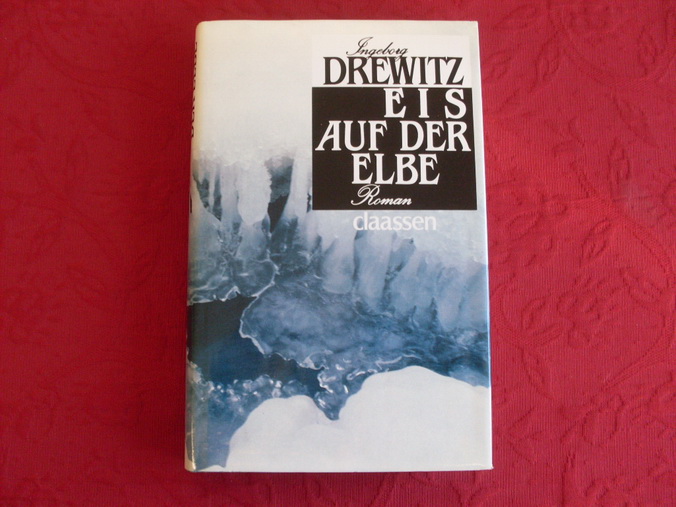 Ingeborg
DREWITZ
EIS
AUF DER
ELBE
Roman
claassen